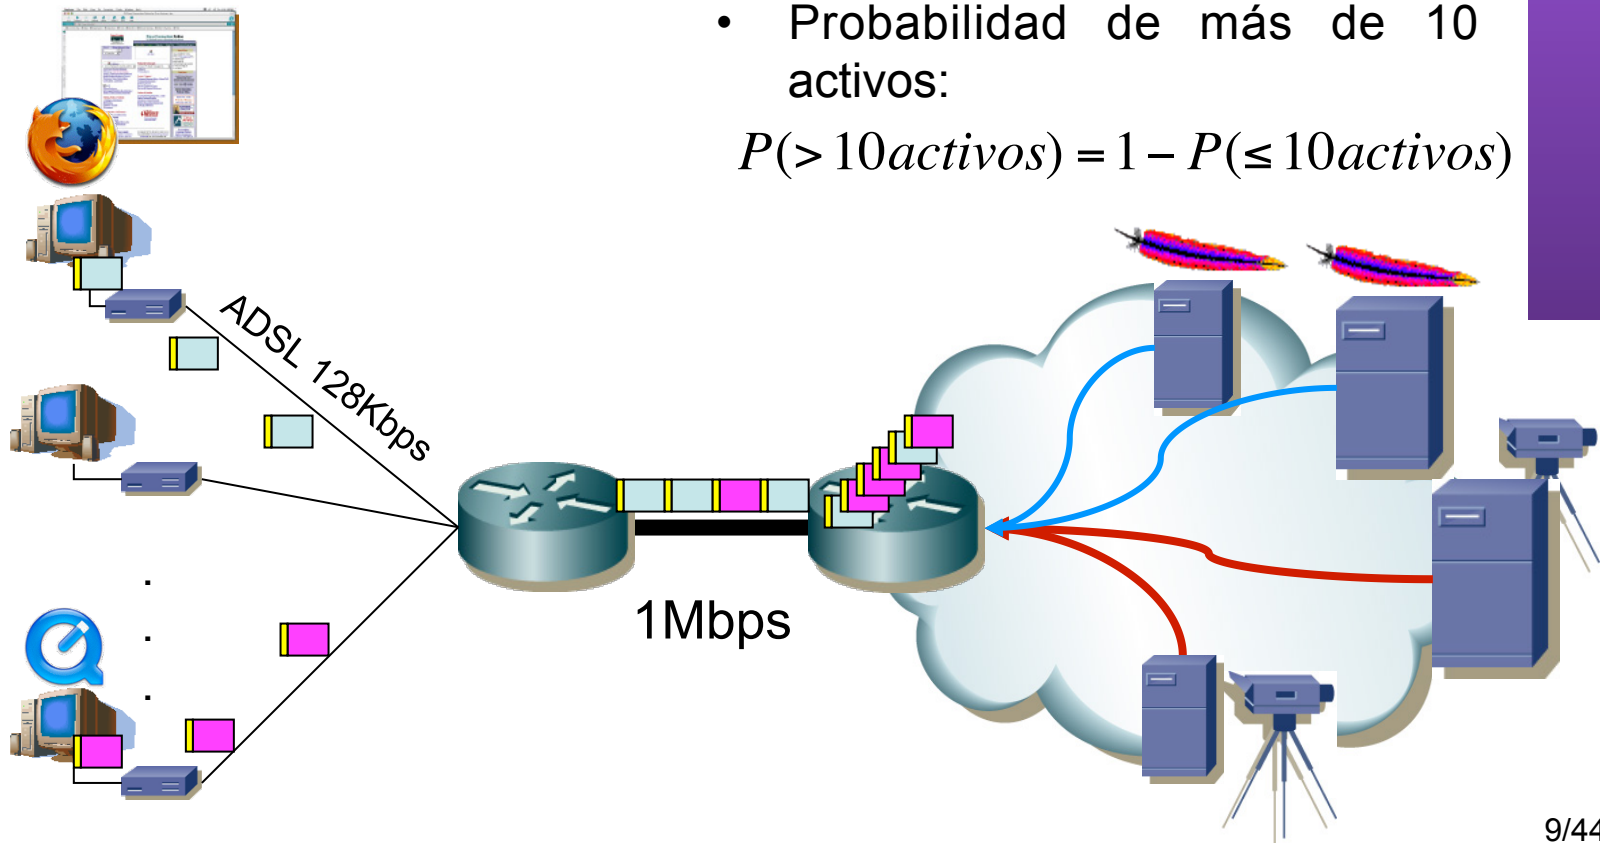 • Probabilidad de más de 10
activos:
P(> 10activos) = 1 − P(≤ 10activos)
ADSL 128Kbps
.
.
.
1Mbps
9/44